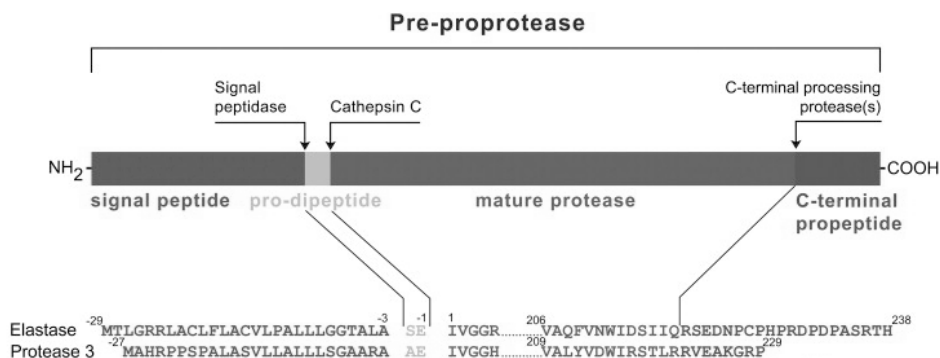 Pre-proprotease
Signal
peptidase
Cathepsin C
C-terminal processing
protease(s)
NH2
COOH
signal peptide
pro-dipeptide
mature protease
C-terminal
propeptide
-29 -3 -1 1 206 238
Elastase MTLGRRLACLFLACVLPALLLGGTALA SE IVGGR........VAQFVNWIDSIIQRSEDNPCPHPRDPDPASRTH
-27 209 229
Protease 3 MAHRPPSPALASVLLALLLSGAARA AE IVGGH........VALYVDWIRSTLRRVEAKGRP